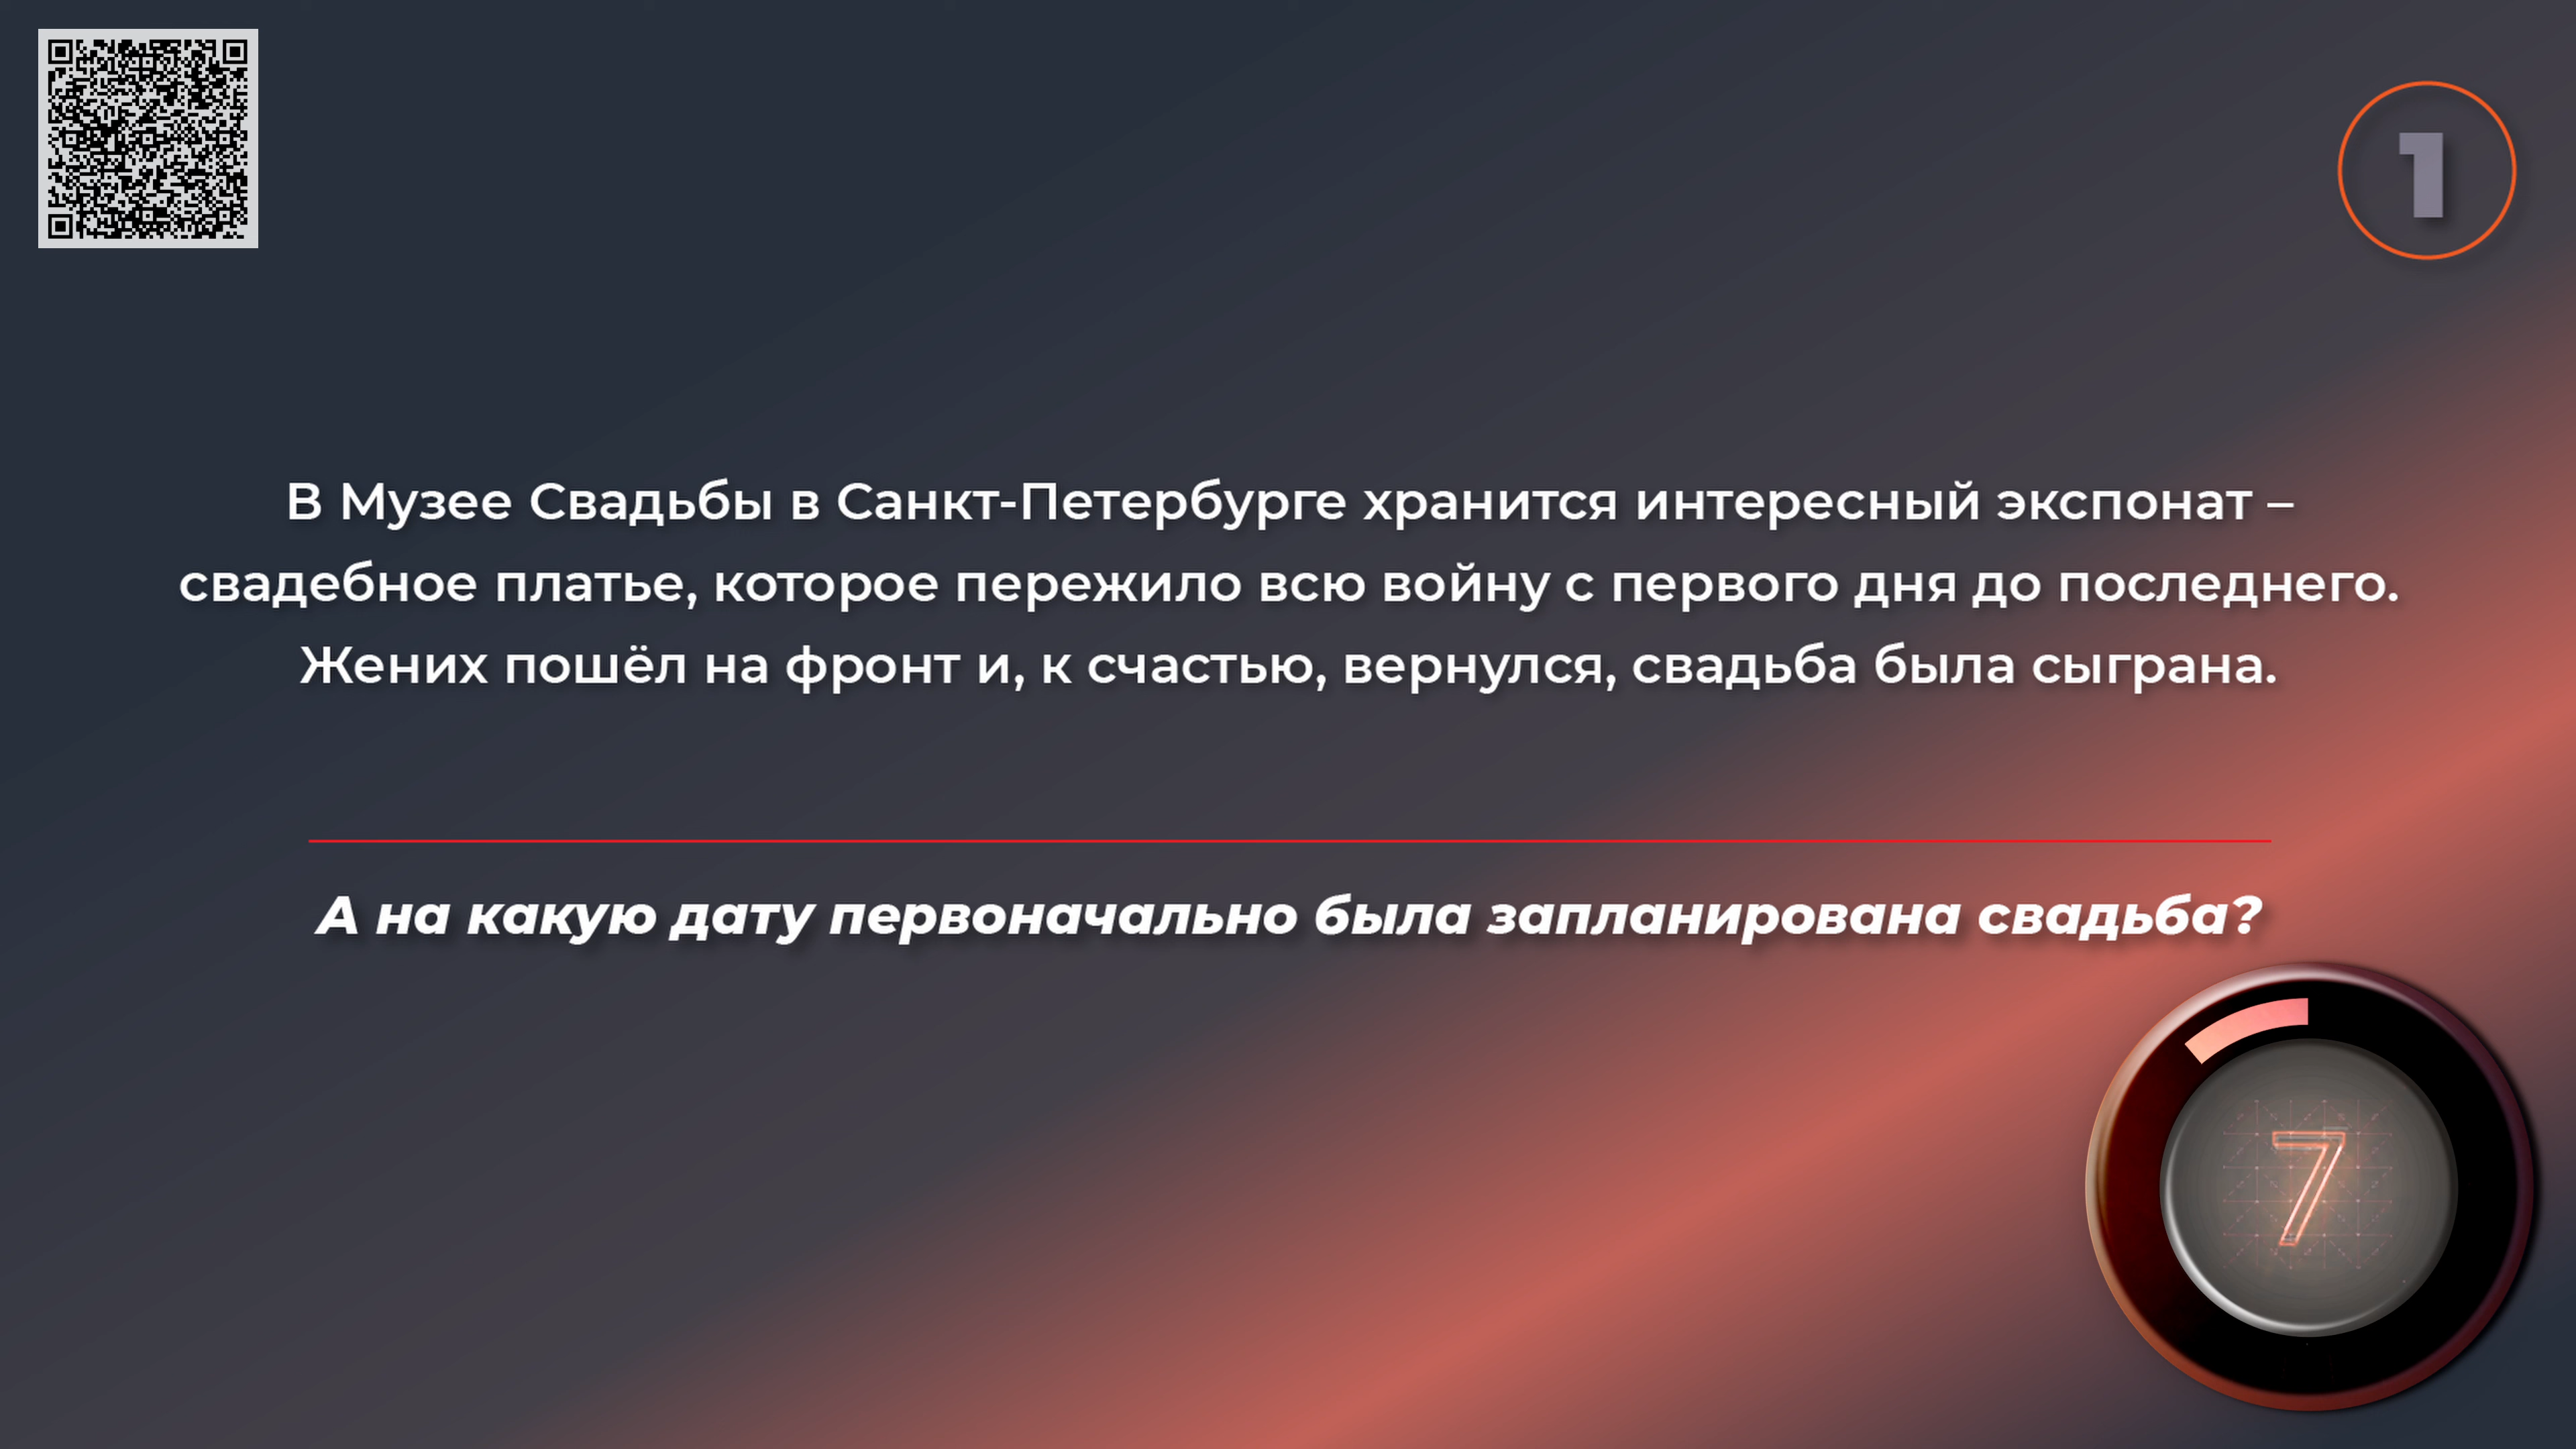 1
В Музее Свадьбы в Санкт-Петербурге хранится интересный экспонат –
свадебное платье, которое пережило всю войну с первого дня до последнего.
Жених пошёл на фронт и, к счастью, вернулся, свадьба была сыграна.
А на какую дату первоначально была запланирована свадьба?
7